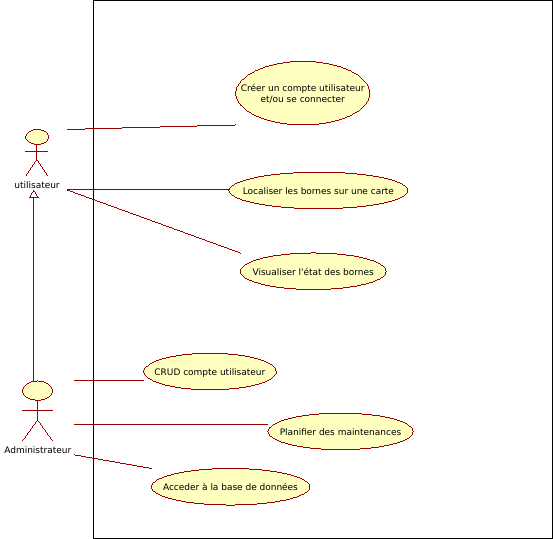 Créer un compte utilisateur
et/ou se connecter
utilisateur
Localiser les bornes sur une carte
Visualiser l'état des bornes
CRUD compte utilisateur
Planifier des maintenances
Administrateur
Acceder à la base de données